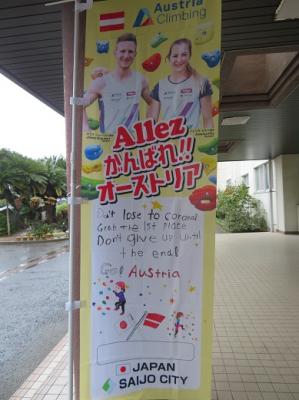 Austria
Climbing
Allez
がんばれ!!
オーストリア
Don't lose to corona!
Grab the 1st place
Don't give up until
the end!
Go! Austria
JAPAN
SAIJO CITY